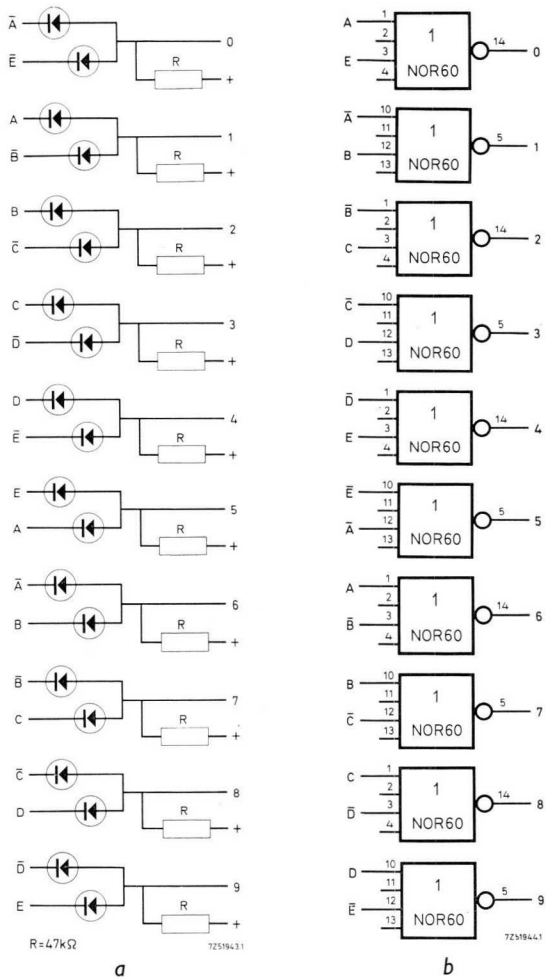 Ā
R
0
Ē
+
A
R
1
B̄
+
B
R
2
C̄
+
C
R
3
D̄
+
D
R
4
Ē
+
E
R
5
A
+
Ā
R
6
B
+
B̄
R
7
C
+
C̄
R
8
D
+
D̄
R
9
E
+
R=47kΩ
7Z51943.1
a
A 1
2
E 3
4
1
NOR60
14
0
Ā 10
11
B 12
13
1
NOR60
5
1
B̄ 1
2
C 3
4
1
NOR60
14
2
C̄ 10
11
D 12
13
1
NOR60
5
3
D̄ 1
2
E 3
4
1
NOR60
14
4
Ē 10
11
Ā 12
13
1
NOR60
5
5
A 1
2
B̄ 3
4
1
NOR60
14
6
B 10
11
C̄ 12
13
1
NOR60
5
7
C 1
2
D̄ 3
4
1
NOR60
14
8
D 10
11
Ē 12
13
1
NOR60
5
9
7Z51944.1
b